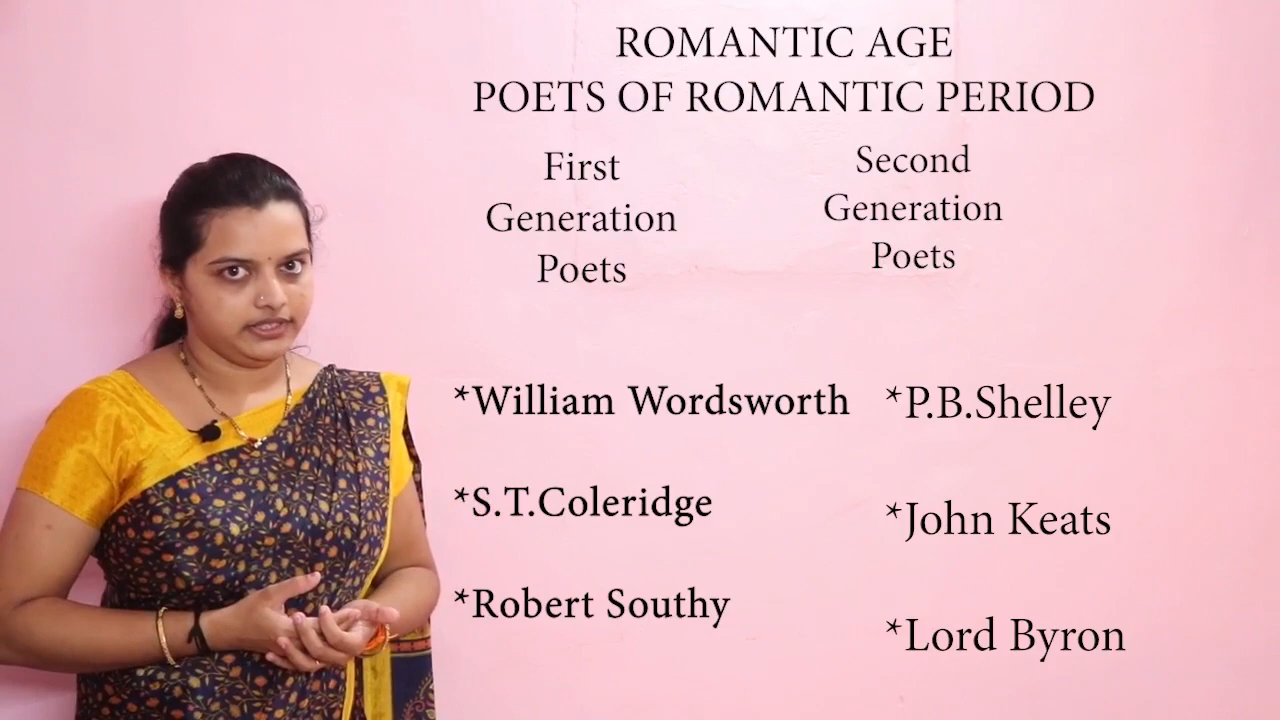 ROMANTIC AGE
POETS OF ROMANTIC PERIOD
First
Generation
Poets
Second
Generation
Poets
*William Wordsworth
*S.T.Coleridge
*Robert Southy
*P.B.Shelley
*John Keats
*Lord Byron